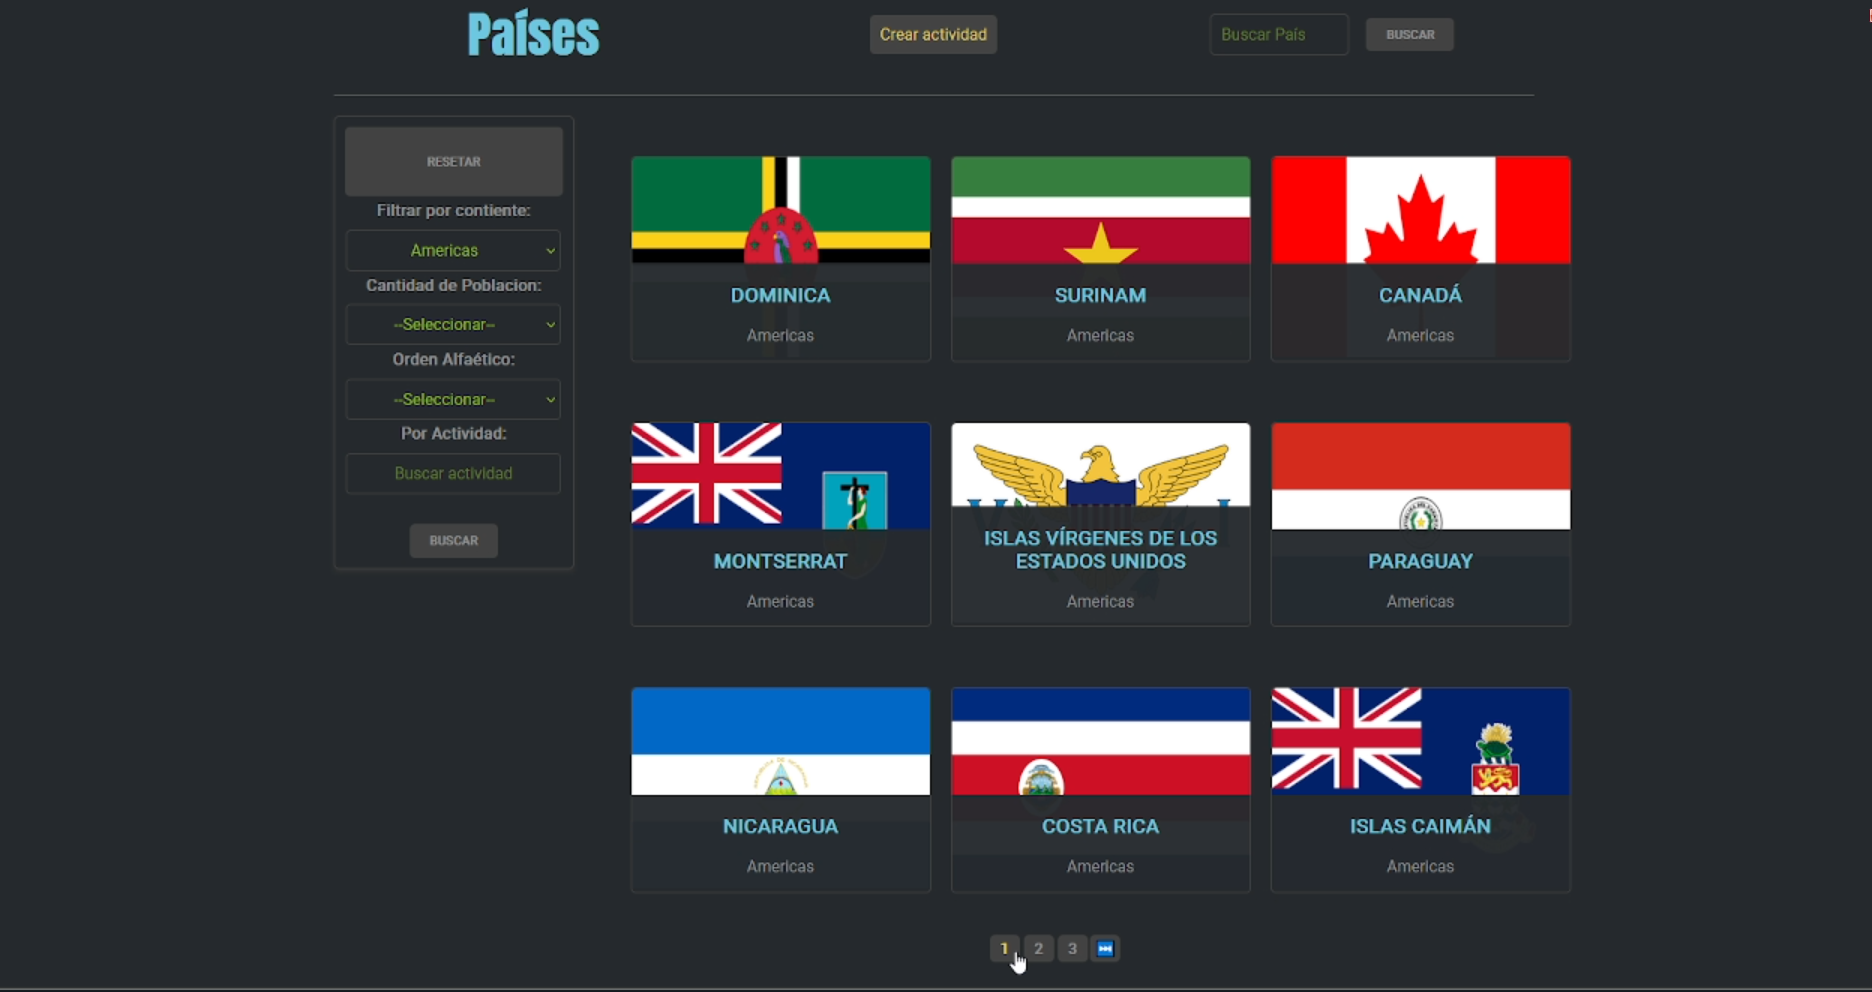 Países
Crear actividad
Buscar País
BUSCAR
RESETAR
Filtrar por contiente:
Americas
Cantidad de Poblacion:
--Seleccionar--
Orden Alfaético:
--Seleccionar--
Por Actividad:
Buscar actividad
BUSCAR
DOMINICA
Americas
SURINAM
Americas
CANADÁ
Americas
MONTSERRAT
Americas
ISLAS VÍRGENES DE LOS
ESTADOS UNIDOS
Americas
PARAGUAY
Americas
NICARAGUA
Americas
COSTA RICA
Americas
ISLAS CAIMÁN
Americas
1 2 3